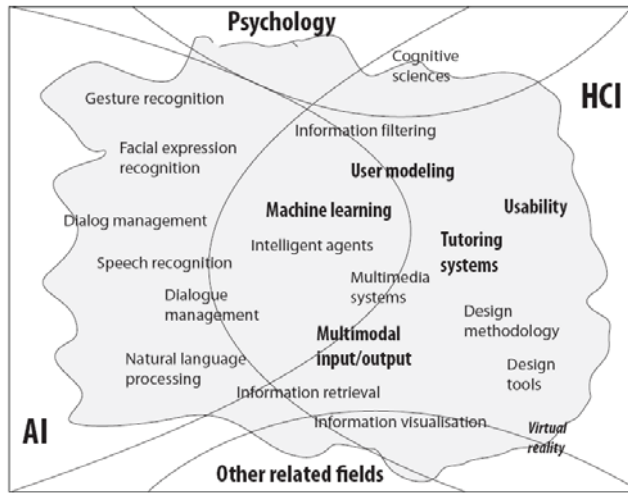 Psychology
Cognitive
sciences
HCI
Gesture recognition
Information filtering
Facial expression
recognition
User modeling
Machine learning
Usability
Dialog management
Intelligent agents
Tutoring
systems
Speech recognition
Multimedia
systems
Dialogue
management
Design
methodology
Multimodal
input/output
Natural language
processing
Design
tools
Information retrieval
Information visualisation
Virtual
reality
AI
Other related fields